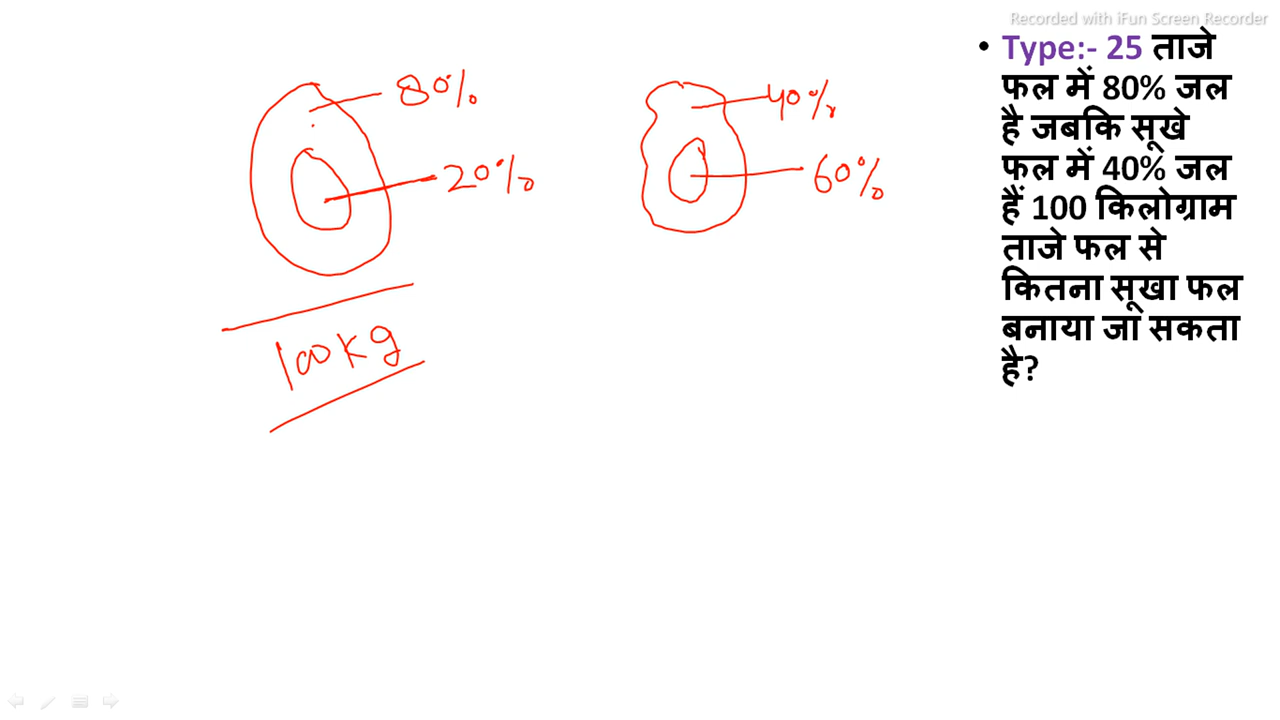 Recorded with iFun Screen Recorder
• Type:- 25 ताजे
फल में 80% जल
है जबकि सूखे
फल में 40% जल
हैं 100 किलोग्राम
ताजे फल से
कितना सूखा फल
बनाया जा सकता
है?
80%
20%
100kg
40%
60%